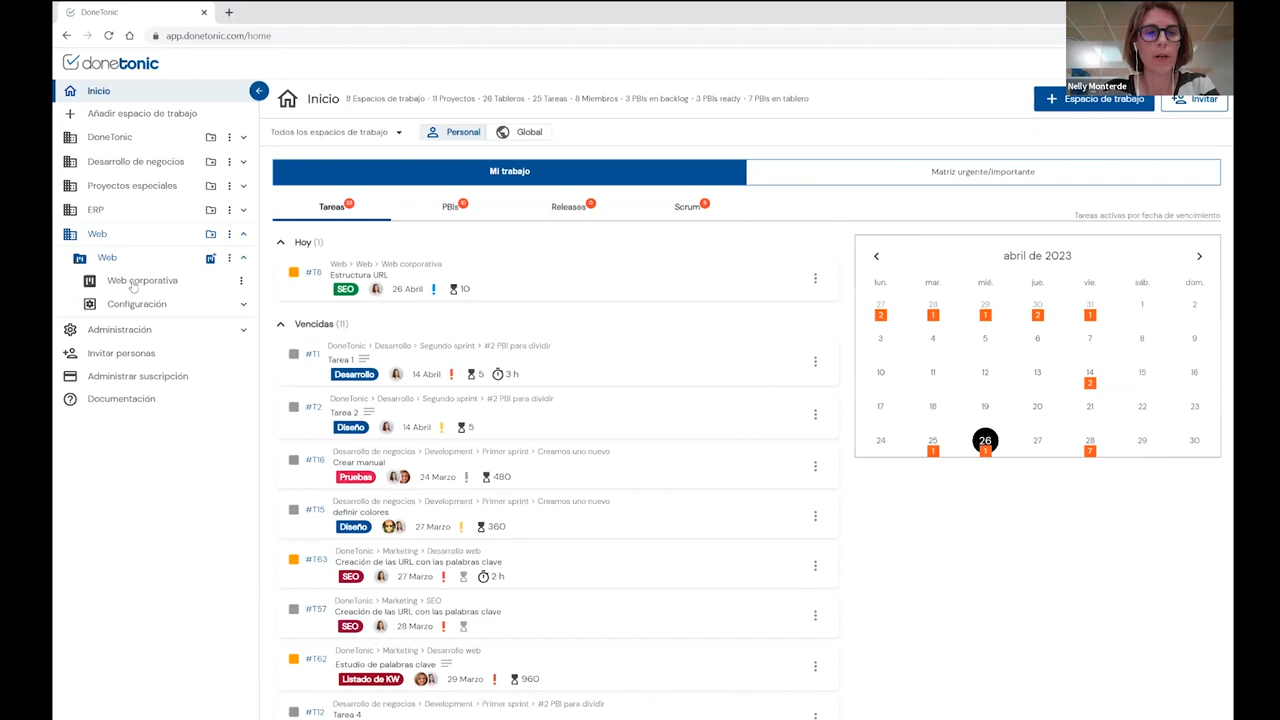 DoneTonic
app.donetonic.com/home
donetonic
Nelly Monterde
Inicio
Añadir espacio de trabajo
DoneTonic
Desarrollo de negocios
Proyectos especiales
ERP
Web
Web
Web corporativa
Configuración
Administración
Invitar personas
Administrar suscripción
Documentación
Inicio 8 Espacios de trabajo · 11 Proyectos · 26 Tableros · 25 Tareas · 8 Miembros · 3 PBIs en backlog · 3 PBIs ready · 7 PBIs en tablero
+ Espacio de trabajo
Invitar
Todos los espacios de trabajo
Personal
Global
Mi trabajo
Matriz urgente/importante
Tareas 25
PBIs 10
Releases 0
Scrum
Tareas activas por fecha de vencimiento
Hoy (1)
Web > Web > Web corporativa
#T8 Estructura URL
SEO 26 Abril ! 10
Vencidas (11)
DoneTonic > Desarrollo > Segundo sprint > #2 PBI para dividir
#T1 Tarea 1
Desarrollo 14 Abril ! 5 3 h
DoneTonic > Desarrollo > Segundo sprint > #2 PBI para dividir
#T2 Tarea 2
Diseño 14 Abril ! 5
Desarrollo de negocios > Development > Primer sprint > Creamos uno nuevo
#T16 Crear manual
Pruebas 24 Marzo ! 480
Desarrollo de negocios > Development > Primer sprint > Creamos uno nuevo
#T15 definir colores
Diseño 27 Marzo ! 360
DoneTonic > Marketing > Desarrollo web
#T63 Creación de las URL con las palabras clave
SEO 27 Marzo ! 2 h
DoneTonic > Marketing > SEO
#T57 Creación de las URL con las palabras clave
SEO 28 Marzo !
DoneTonic > Marketing > Desarrollo web
#T62 Estudio de palabras clave
Listado de KW 29 Marzo ! 960
Desarrollo de negocios > Development > Primer sprint > #2 PBI para dividir
#T12 Tarea 4
abril de 2023
lun. mar. mié. jue. vie. sáb. dom.
27 28 29 30 31 1 2
2 1 1 2 1
3 4 5 6 7 8 9
10 11 12 13 14 15 16
2
17 18 19 20 21 22 23
24 25 26 27 28 29 30
1 1 7